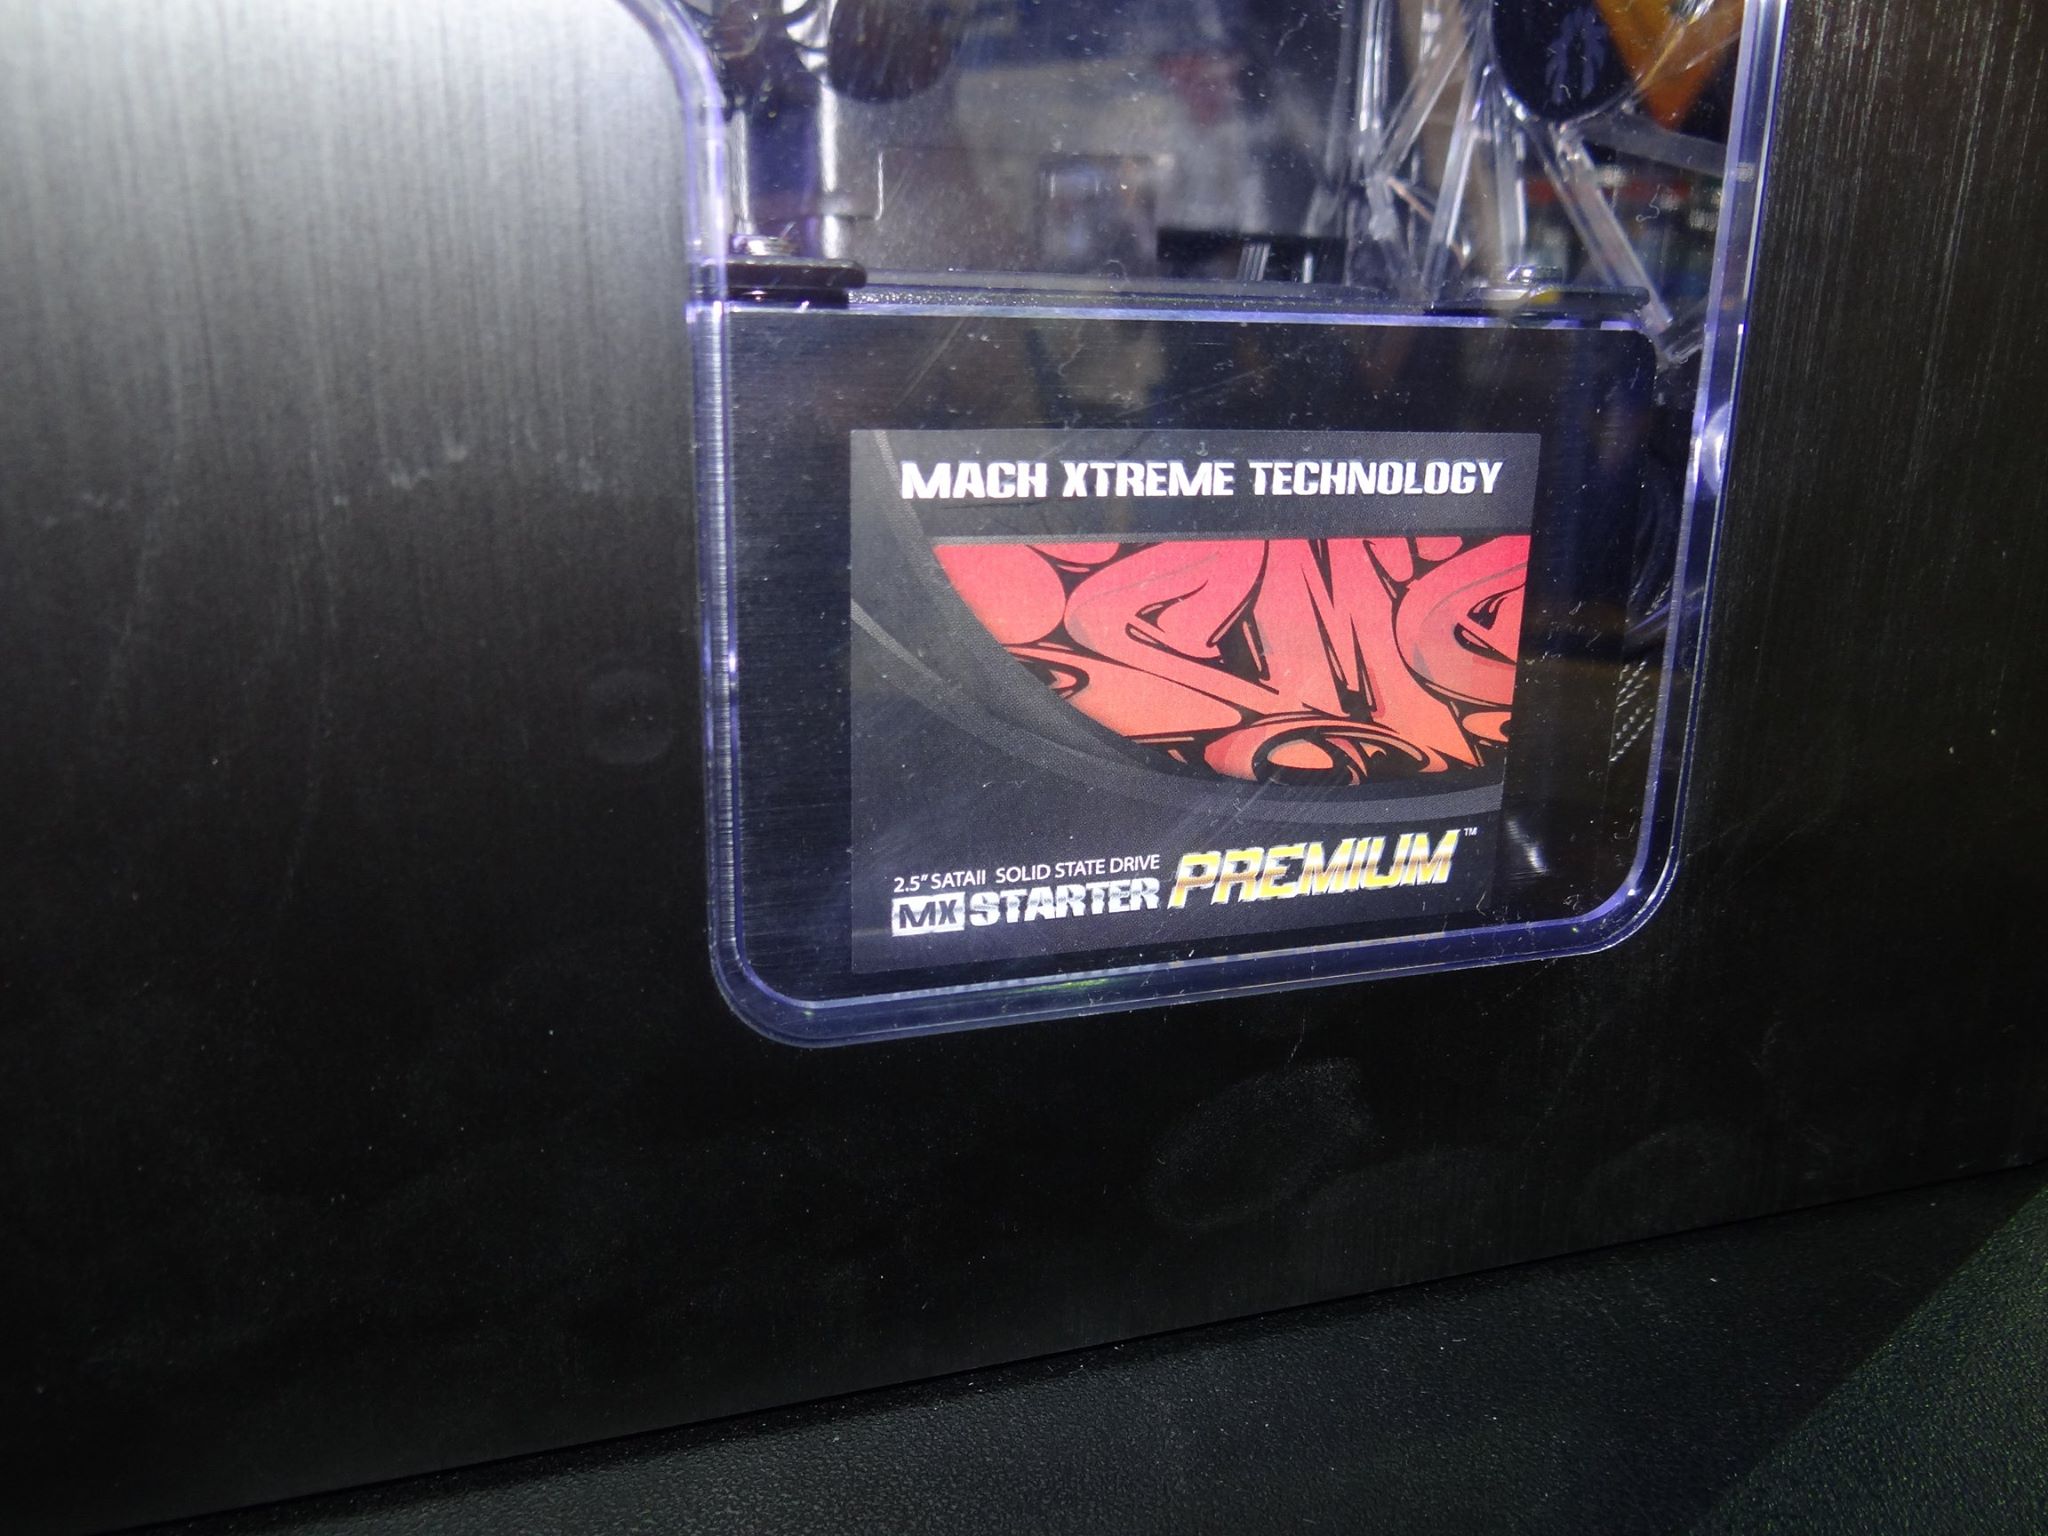 MACH XTREME TECHNOLOGY
2.5" SATAII SOLID STATE DRIVE
MX STARTER PREMIUM™